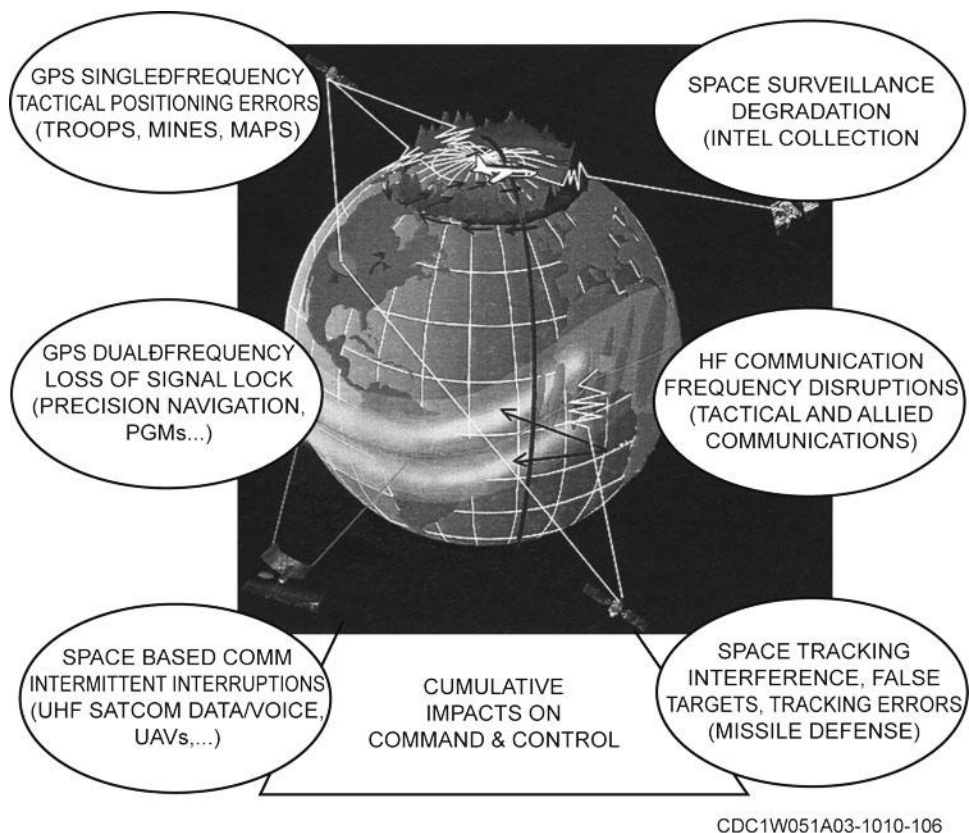 GPS SINGLEÐFREQUENCY
TACTICAL POSITIONING ERRORS
(TROOPS, MINES, MAPS)
SPACE SURVEILLANCE
DEGRADATION
(INTEL COLLECTION
GPS DUALÐFREQUENCY
LOSS OF SIGNAL LOCK
(PRECISION NAVIGATION,
PGMs...)
HF COMMUNICATION
FREQUENCY DISRUPTIONS
(TACTICAL AND ALLIED
COMMUNICATIONS)
SPACE BASED COMM
INTERMITTENT INTERRUPTIONS
(UHF SATCOM DATA/VOICE,
UAVs,...)
CUMULATIVE
IMPACTS ON
COMMAND & CONTROL
SPACE TRACKING
INTERFERENCE, FALSE
TARGETS, TRACKING ERRORS
(MISSILE DEFENSE)
CDC1W051A03-1010-106